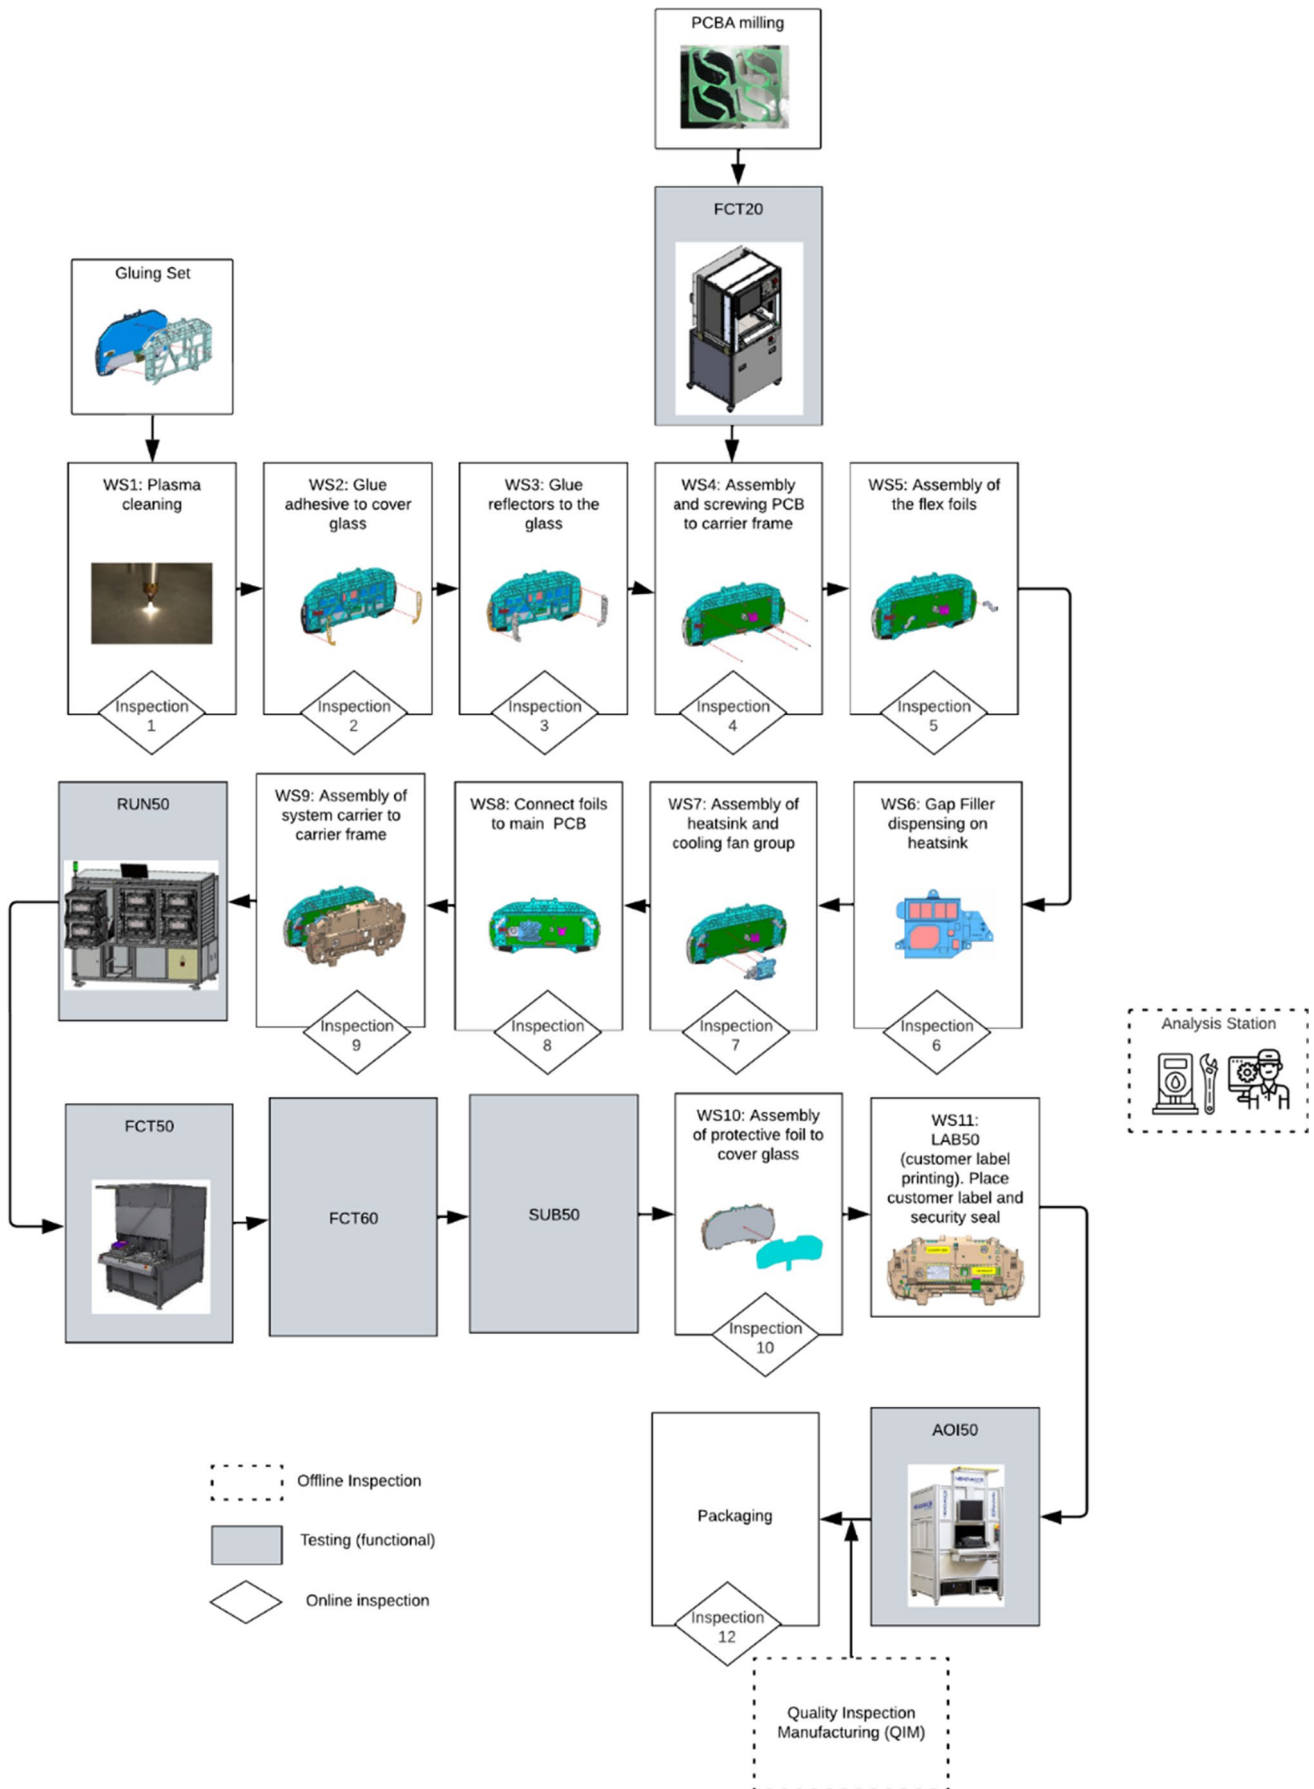 PCBA milling
FCT20
Gluing Set
WS1: Plasma
cleaning
WS2: Glue
adhesive to cover
glass
WS3: Glue
reflectors to the
glass
WS4: Assembly
and screwing PCB
to carrier frame
WS5: Assembly of
the flex foils
Inspection
1
Inspection
2
Inspection
3
Inspection
4
Inspection
5
RUN50
WS9: Assembly of
system carrier to
carrier frame
WS8: Connect foils
to main PCB
WS7: Assembly of
heatsink and
cooling fan group
WS6: Gap Filler
dispensing on
heatsink
Inspection
9
Inspection
8
Inspection
7
Inspection
6
Analysis Station
FCT50
FCT60
SUB50
WS10: Assembly
of protective foil to
cover glass
WS11:
LAB50
(customer label
printing). Place
customer label and
security seal
Inspection
10
AOI50
Packaging
Inspection
12
Offline Inspection
Testing (functional)
Online inspection
Quality Inspection
Manufacturing (QIM)